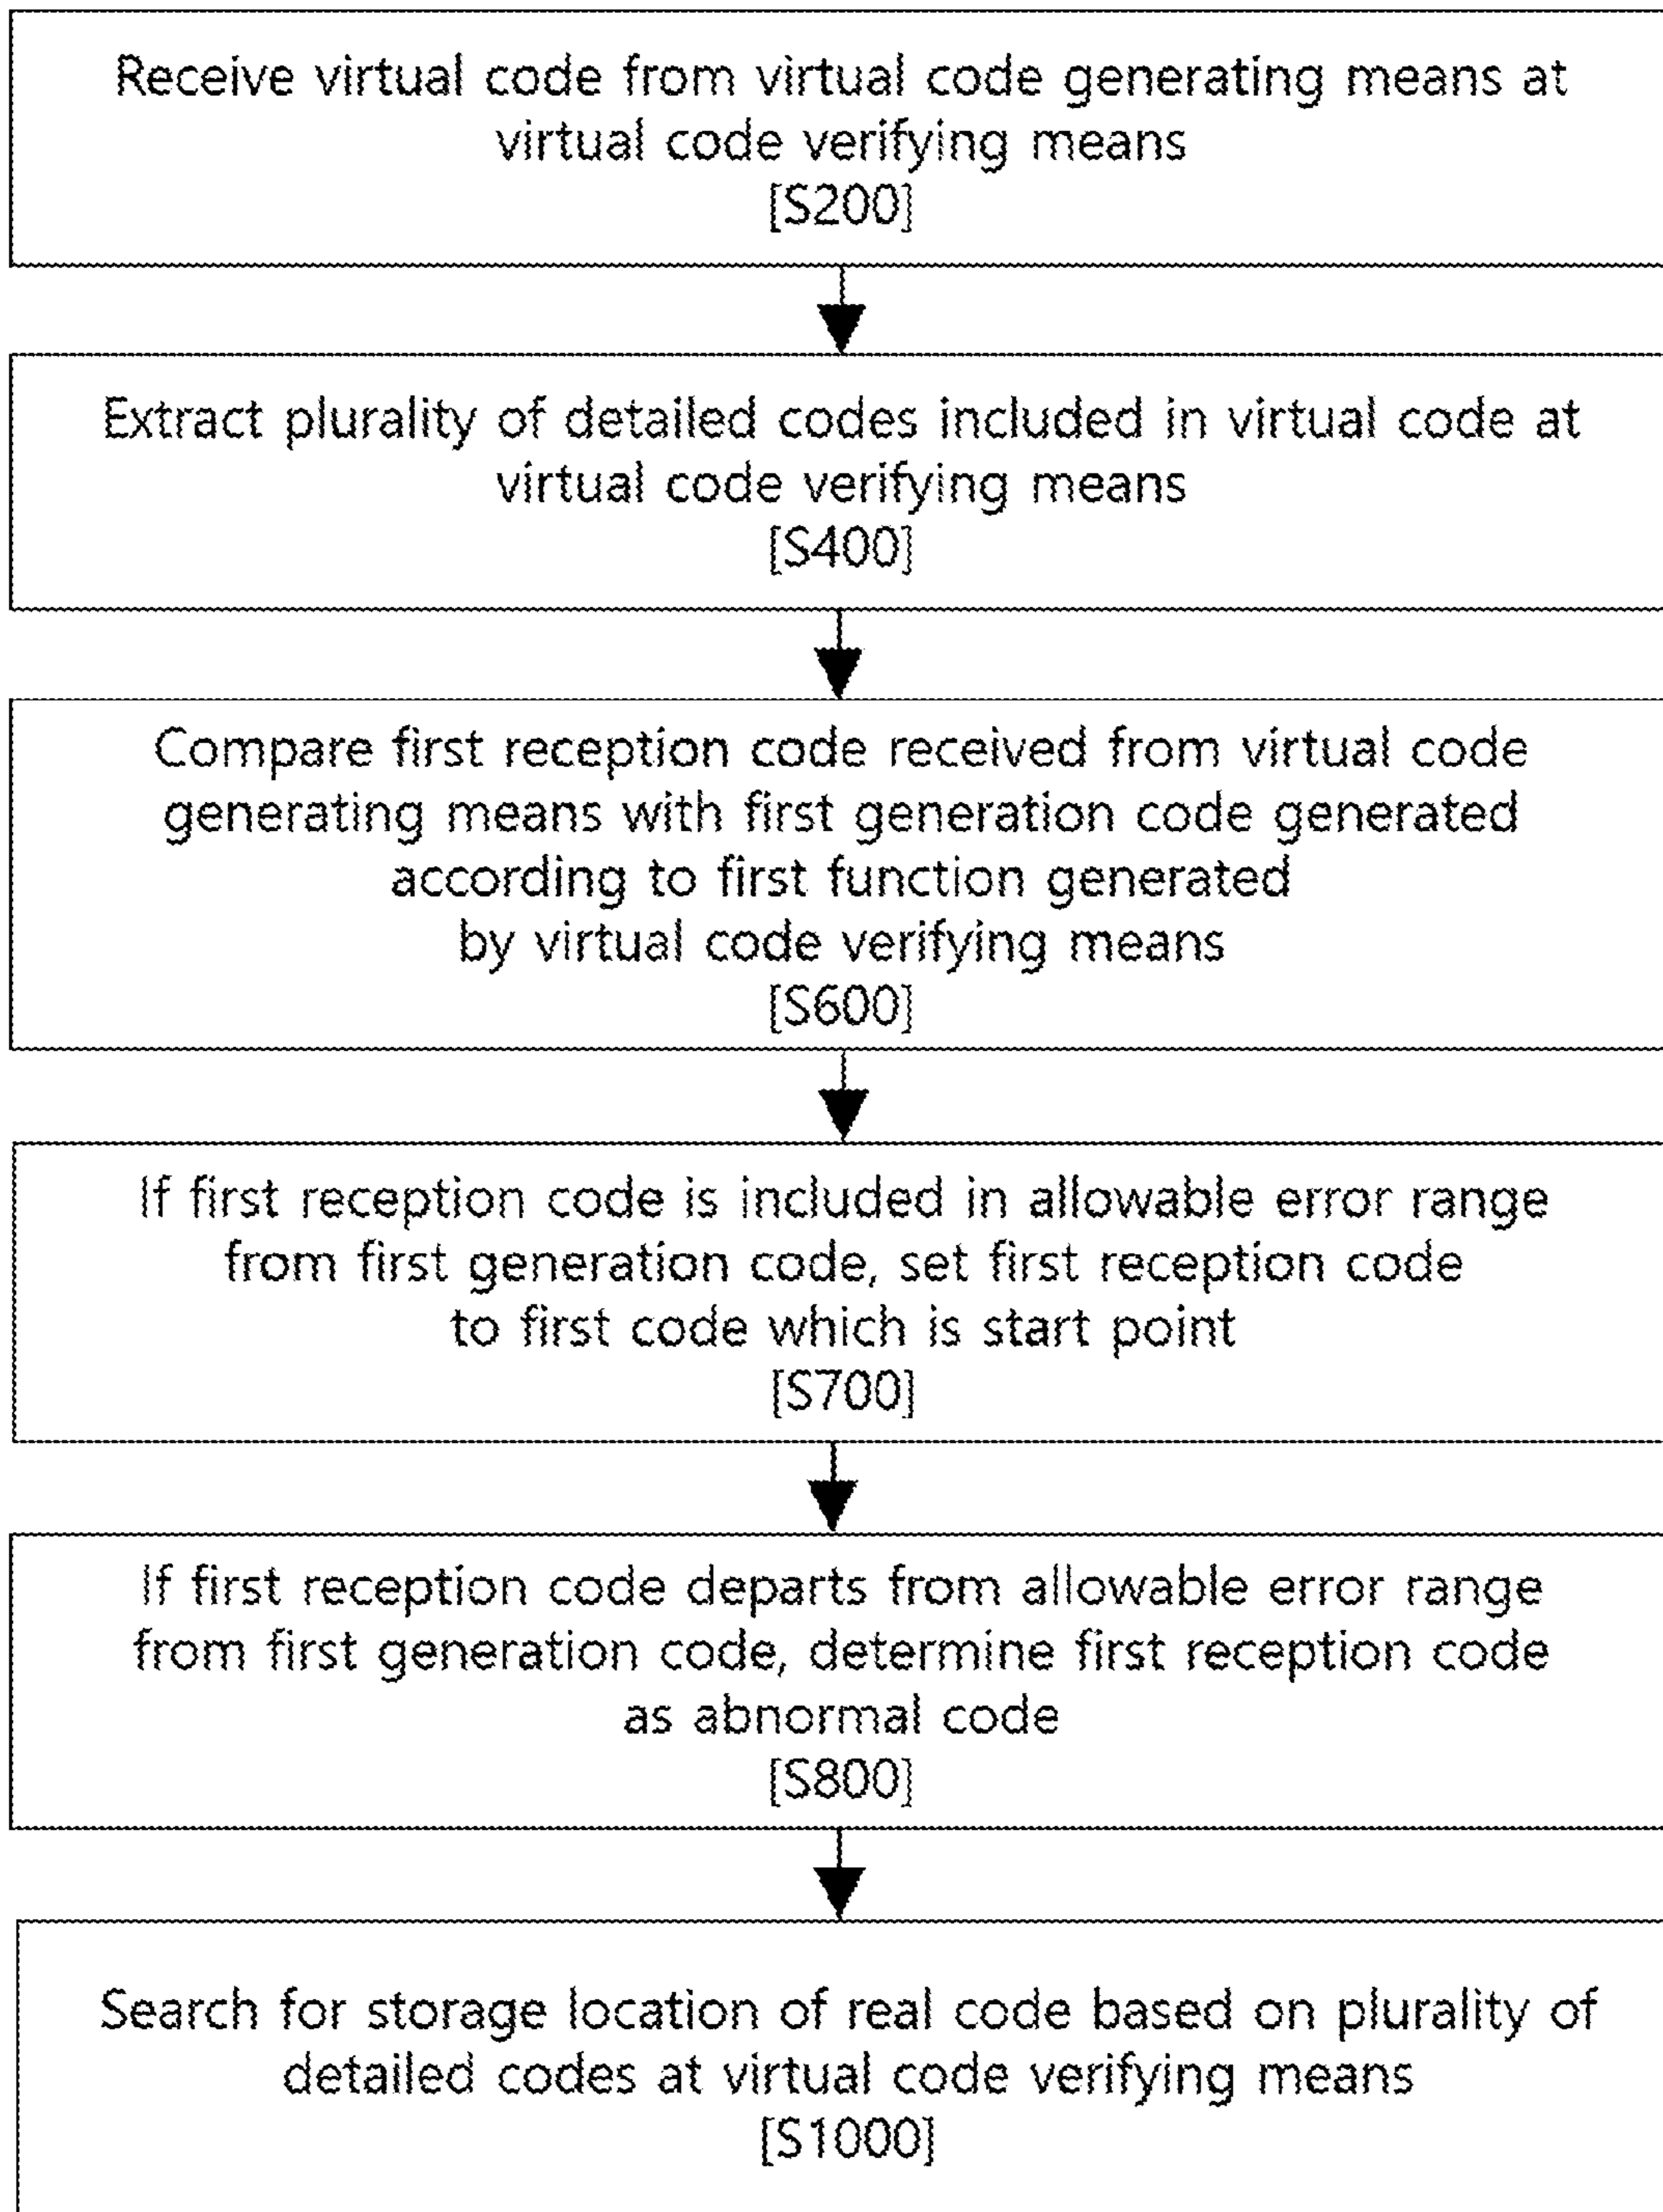 Receive virtual code from virtual code generating means at
virtual code verifying means
[S200]
Extract plurality of detailed codes included in virtual code at
virtual code verifying means
[S400]
Compare first reception code received from virtual code
generating means with first generation code generated
according to first function generated
by virtual code verifying means
[S600]
If first reception code is included in allowable error range
from first generation code, set first reception code
to first code which is start point
[S700]
If first reception code departs from allowable error range
from first generation code, determine first reception code
as abnormal code
[S800]
Search for storage location of real code based on plurality of
detailed codes at virtual code verifying means
[S1000]